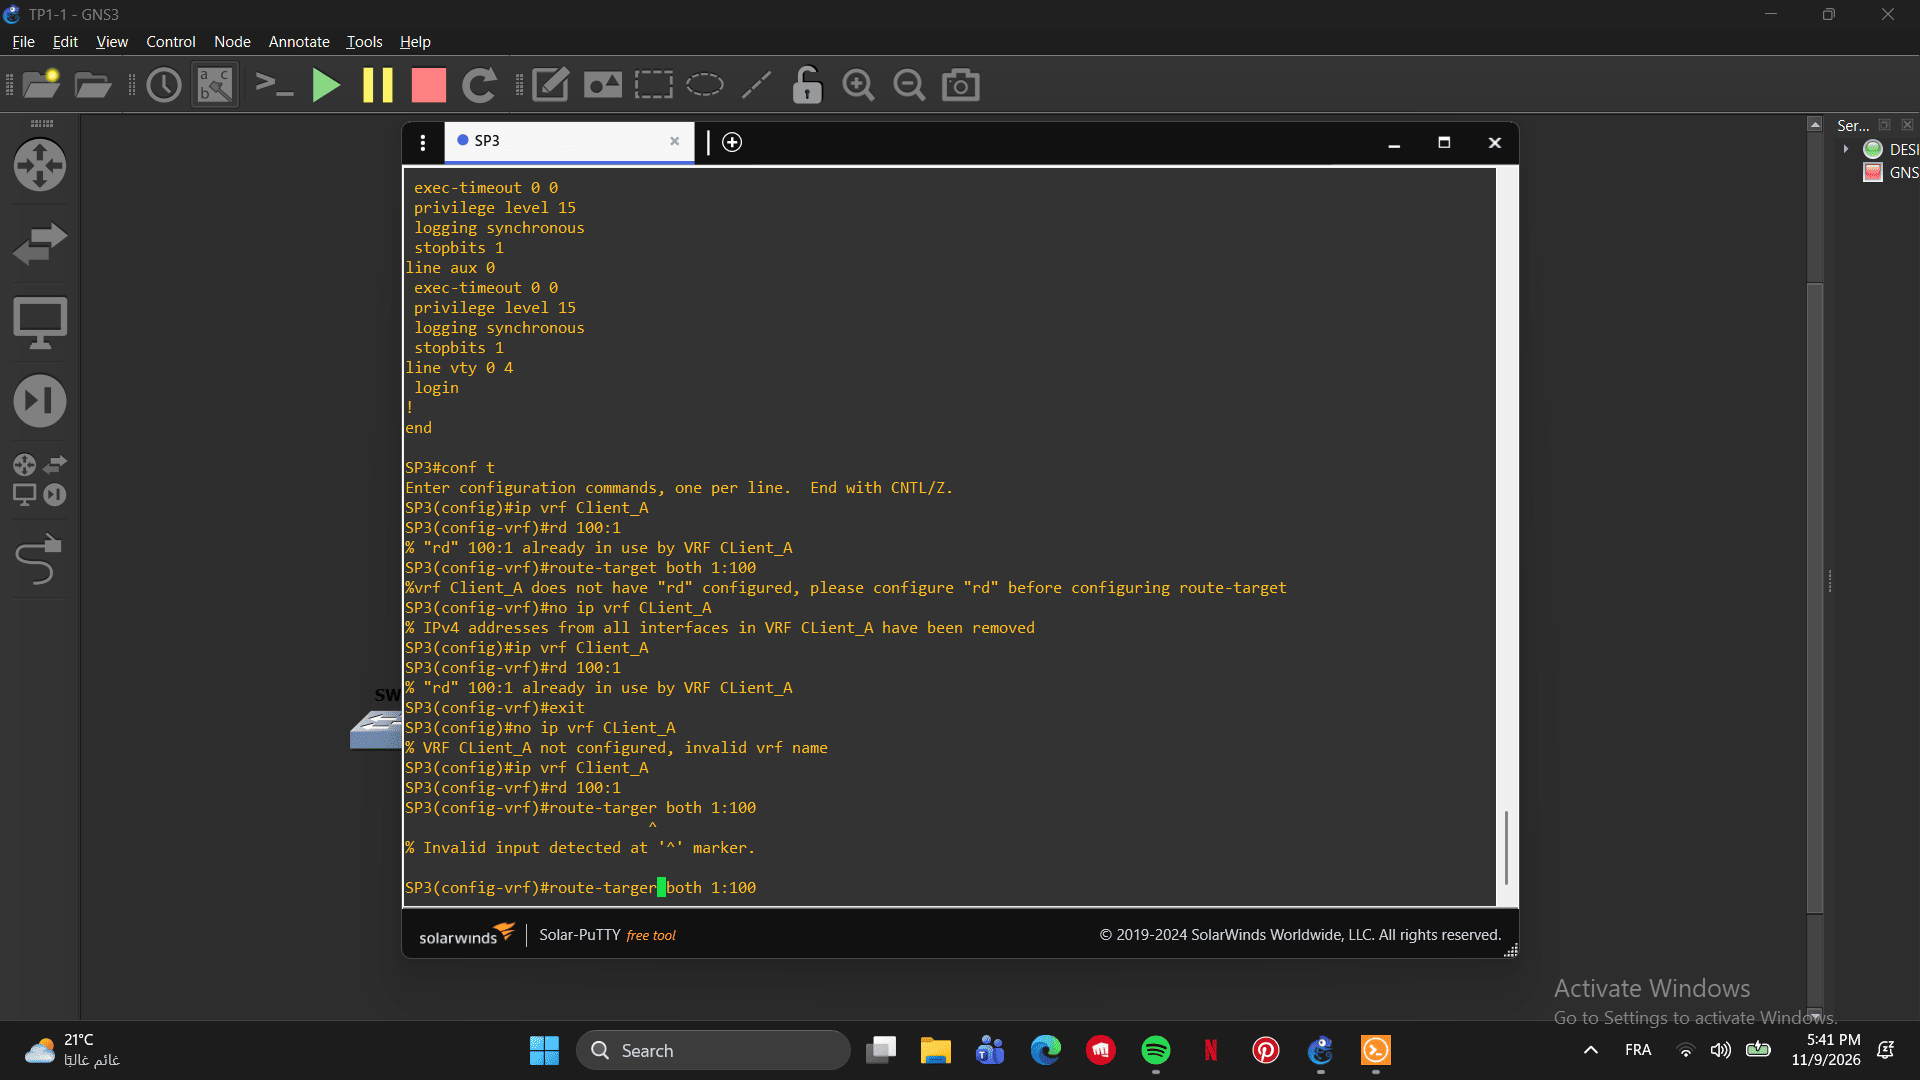 TP1-1 - GNS3
File Edit View Control Node Annotate Tools Help
SP3
Ser...
DESI
GNS
exec-timeout 0 0
privilege level 15
logging synchronous
stopbits 1
line aux 0
exec-timeout 0 0
privilege level 15
logging synchronous
stopbits 1
line vty 0 4
login
!
end
SP3#conf t
Enter configuration commands, one per line.  End with CNTL/Z.
SP3(config)#ip vrf Client_A
SP3(config-vrf)#rd 100:1
% "rd" 100:1 already in use by VRF CLient_A
SP3(config-vrf)#route-target both 1:100
%vrf Client_A does not have "rd" configured, please configure "rd" before configuring route-target
SP3(config-vrf)#no ip vrf CLient_A
% IPv4 addresses from all interfaces in VRF CLient_A have been removed
SP3(config)#ip vrf Client_A
SP3(config-vrf)#rd 100:1
% "rd" 100:1 already in use by VRF CLient_A
SP3(config-vrf)#exit
SP3(config)#no ip vrf CLient_A
% VRF CLient_A not configured, invalid vrf name
SP3(config)#ip vrf Client_A
SP3(config-vrf)#rd 100:1
SP3(config-vrf)#route-targer both 1:100
^
% Invalid input detected at '^' marker.
SP3(config-vrf)#route-targer both 1:100
SW
solarwinds Solar-PuTTY free tool © 2019-2024 SolarWinds Worldwide, LLC. All rights reserved.
Activate Windows
Go to Settings to activate Windows.
21°C
غائم غالبًا
Search
FRA
5:41 PM
11/9/2026